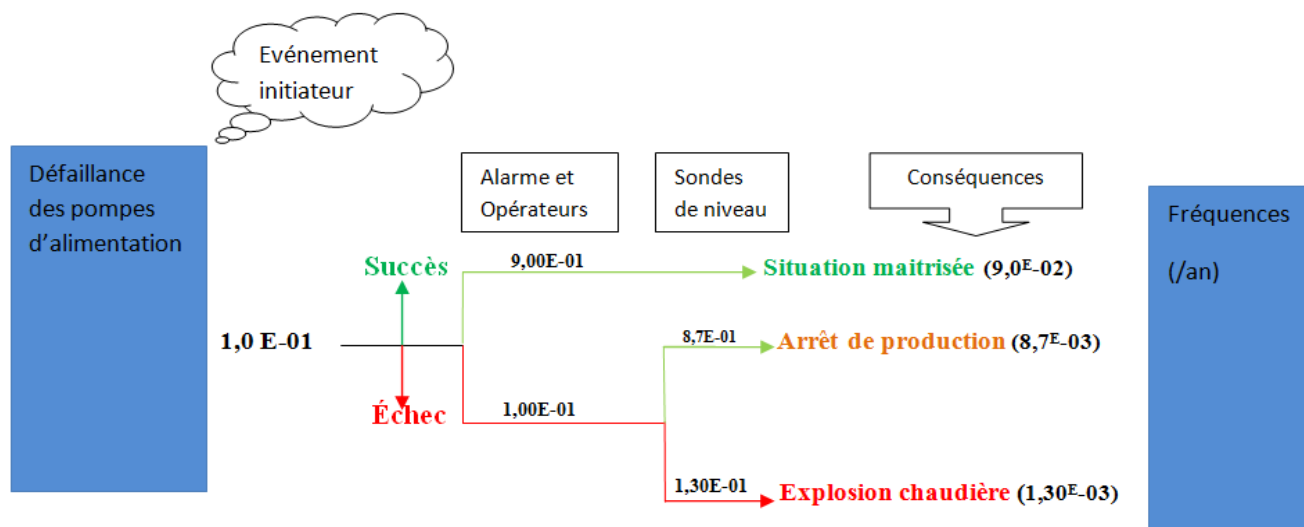 Evénement
initiateur
Défaillance
des pompes
d'alimentation
Alarme et
Opérateurs
Sondes
de niveau
Conséquences
Fréquences
(/an)
Succès
9,00E-01
Situation maitrisée (9,0E-02)
1,0 E-01
8,7E-01
Arrêt de production (8,7E-03)
Échec
1,00E-01
1,30E-01
Explosion chaudière (1,30E-03)